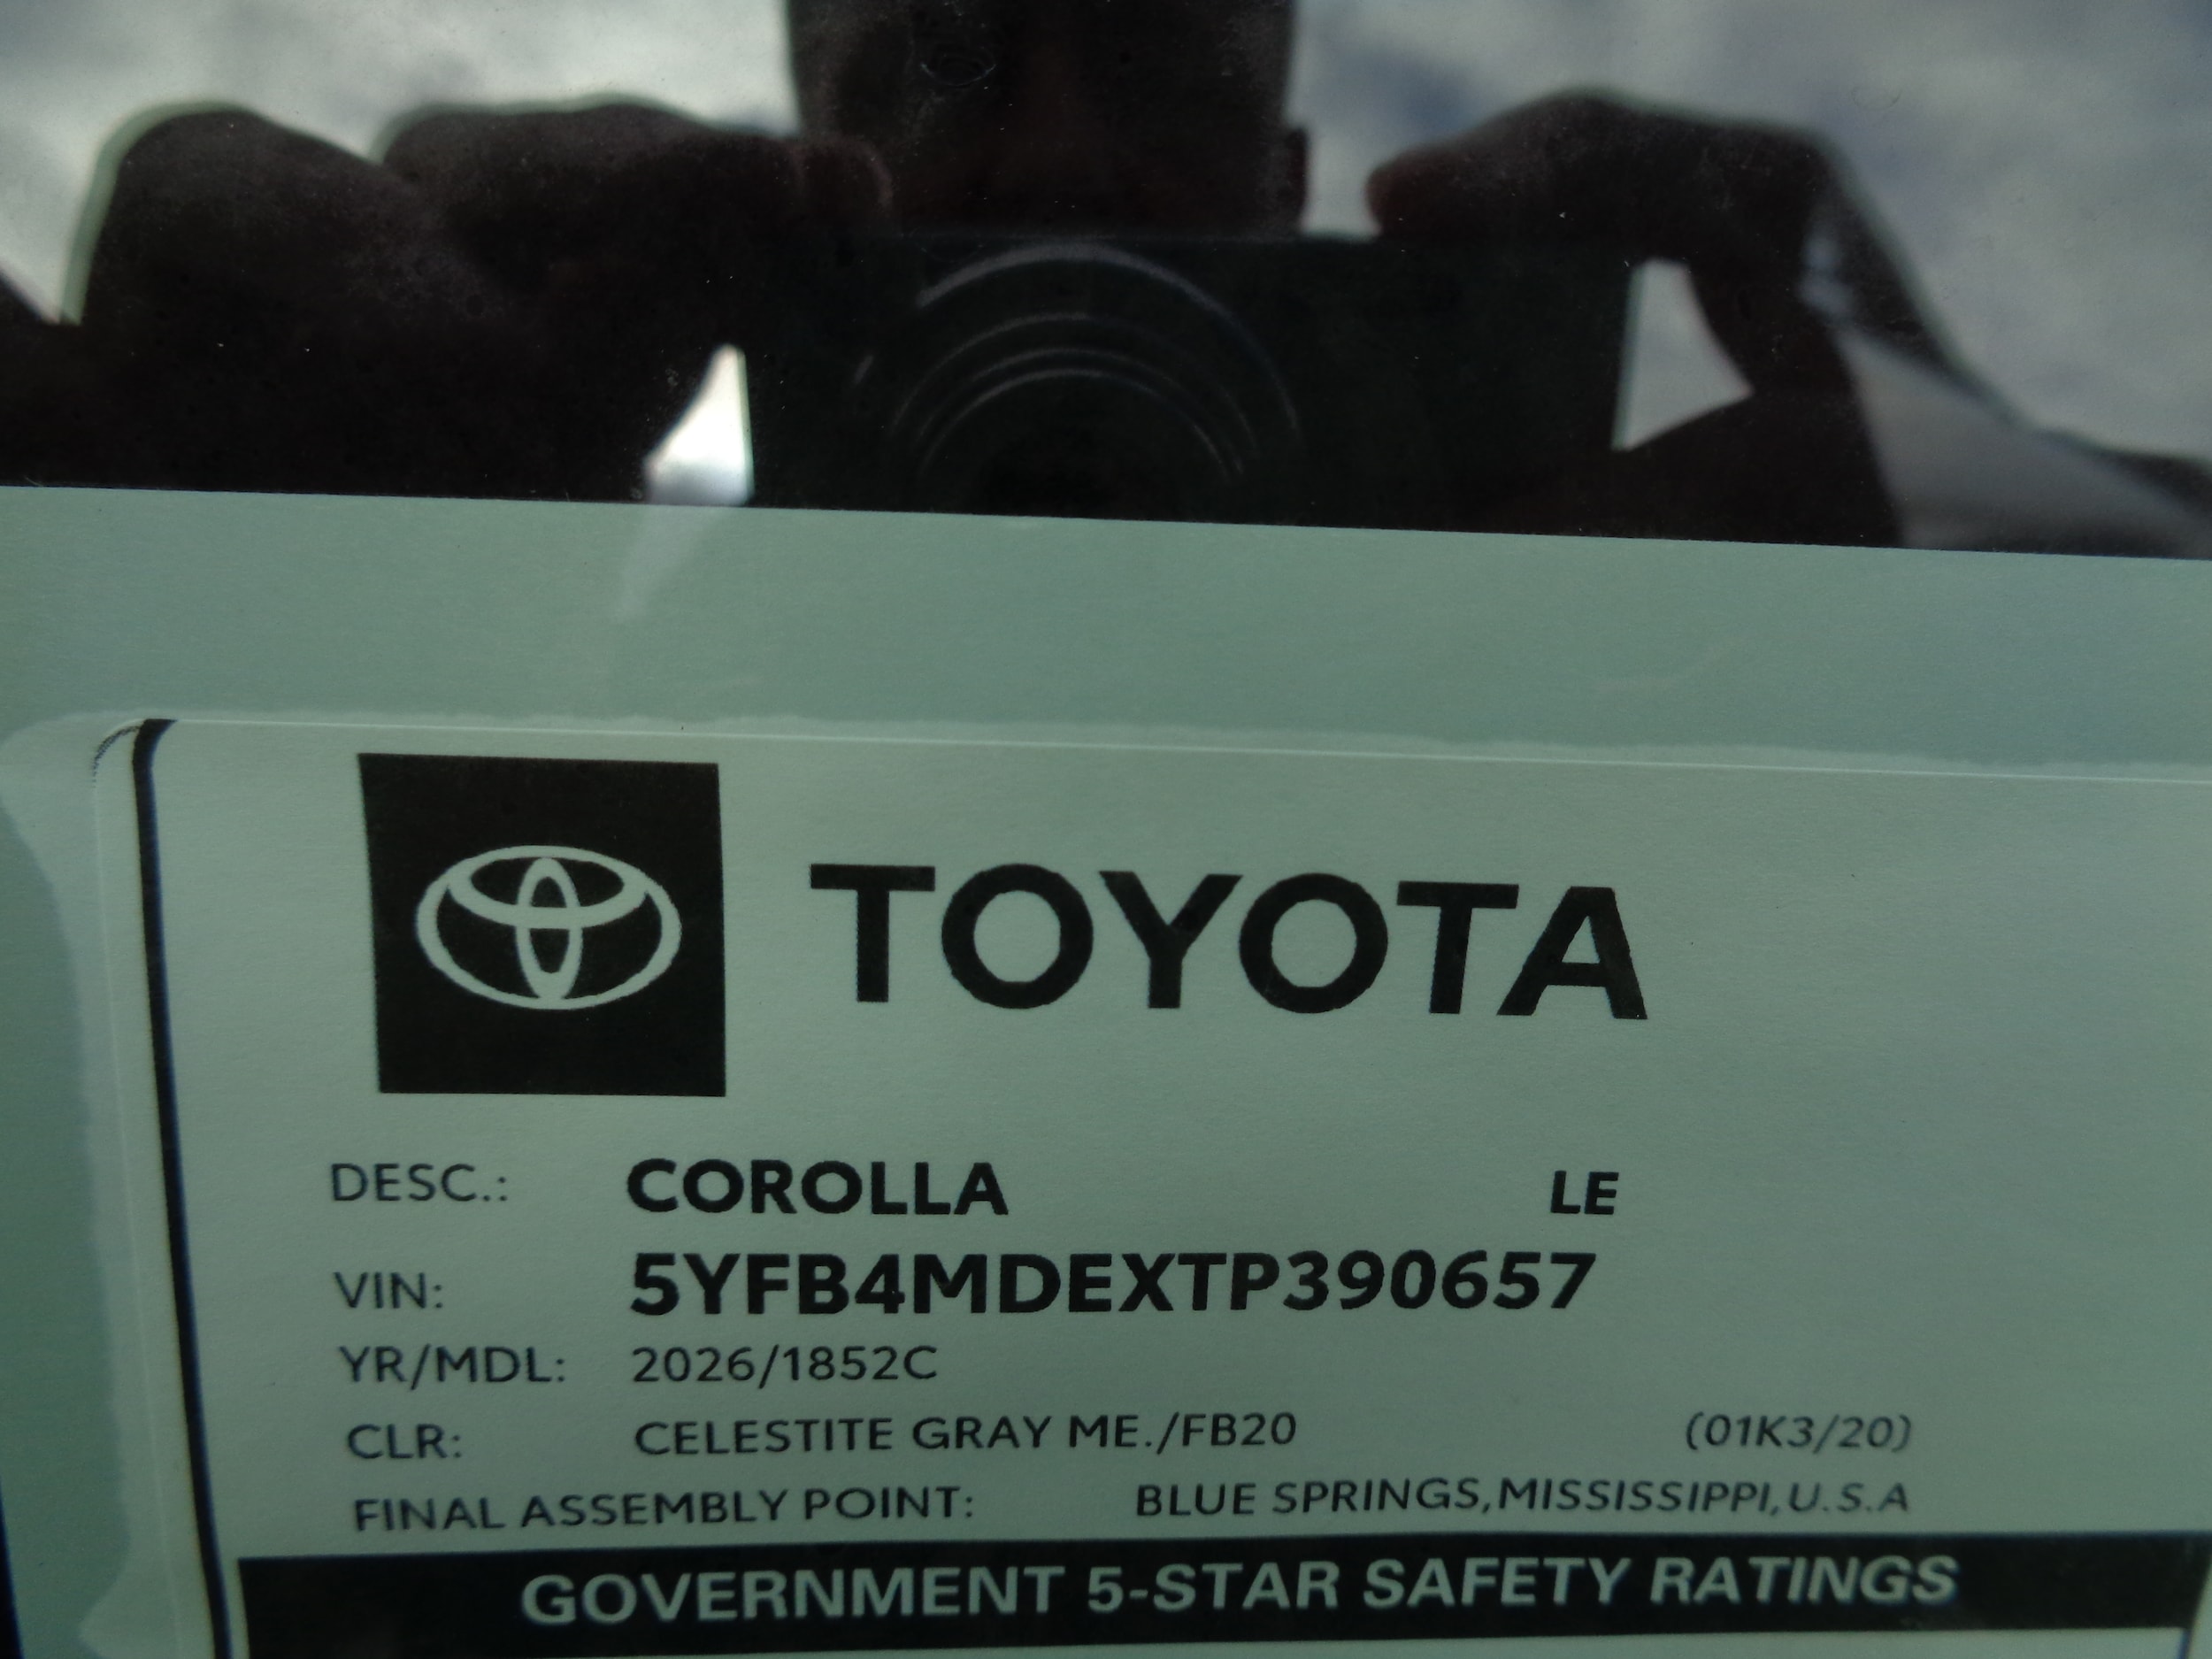 TOYOTA
DESC.: COROLLA LE
VIN: 5YFB4MDEXTP390657
YR/MDL: 2026/1852C
CLR: CELESTITE GRAY ME./FB20 (01K3/20)
FINAL ASSEMBLY POINT: BLUE SPRINGS,MISSISSIPPI,U.S.A
GOVERNMENT 5-STAR SAFETY RATINGS